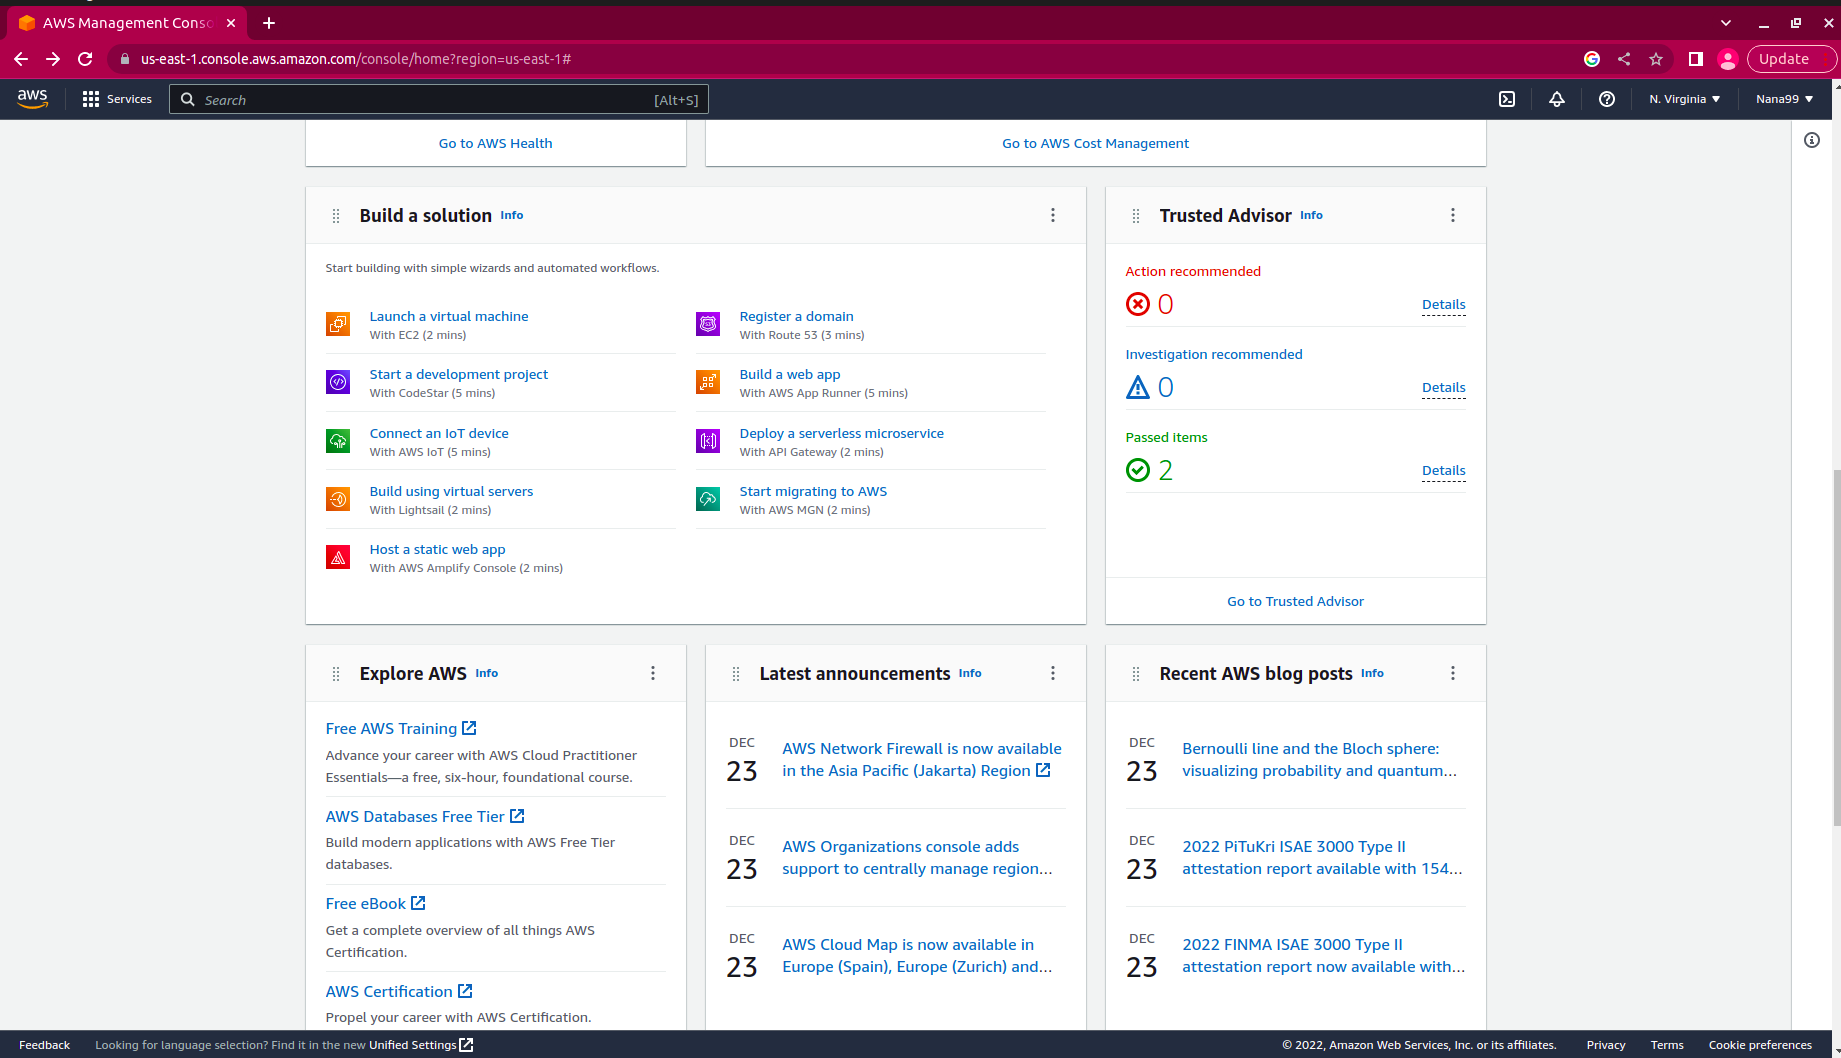 AWS Management Conso
us-east-1.console.aws.amazon.com/console/home?region=us-east-1#
Update
aws
Services
Search
[Alt+S]
N. Virginia
Nana99
Go to AWS Health
Go to AWS Cost Management
Build a solution Info
Start building with simple wizards and automated workflows.
Launch a virtual machine
With EC2 (2 mins)
Register a domain
With Route 53 (3 mins)
Start a development project
With CodeStar (5 mins)
Build a web app
With AWS App Runner (5 mins)
Connect an IoT device
With AWS IoT (5 mins)
Deploy a serverless microservice
With API Gateway (2 mins)
Build using virtual servers
With Lightsail (2 mins)
Start migrating to AWS
With AWS MGN (2 mins)
Host a static web app
With AWS Amplify Console (2 mins)
Trusted Advisor Info
Action recommended
0
Details
Investigation recommended
0
Details
Passed items
2
Details
Go to Trusted Advisor
Explore AWS Info
Free AWS Training
Advance your career with AWS Cloud Practitioner
Essentials—a free, six-hour, foundational course.
AWS Databases Free Tier
Build modern applications with AWS Free Tier
databases.
Free eBook
Get a complete overview of all things AWS
Certification.
AWS Certification
Propel your career with AWS Certification.
Latest announcements Info
DEC
23
AWS Network Firewall is now available
in the Asia Pacific (Jakarta) Region
DEC
23
AWS Organizations console adds
support to centrally manage region...
DEC
23
AWS Cloud Map is now available in
Europe (Spain), Europe (Zurich) and...
Recent AWS blog posts Info
DEC
23
Bernoulli line and the Bloch sphere:
visualizing probability and quantum...
DEC
23
2022 PiTuKri ISAE 3000 Type II
attestation report available with 154...
DEC
23
2022 FINMA ISAE 3000 Type II
attestation report now available with...
Feedback
Looking for language selection? Find it in the new Unified Settings
© 2022, Amazon Web Services, Inc. or its affiliates.
Privacy
Terms
Cookie preferences